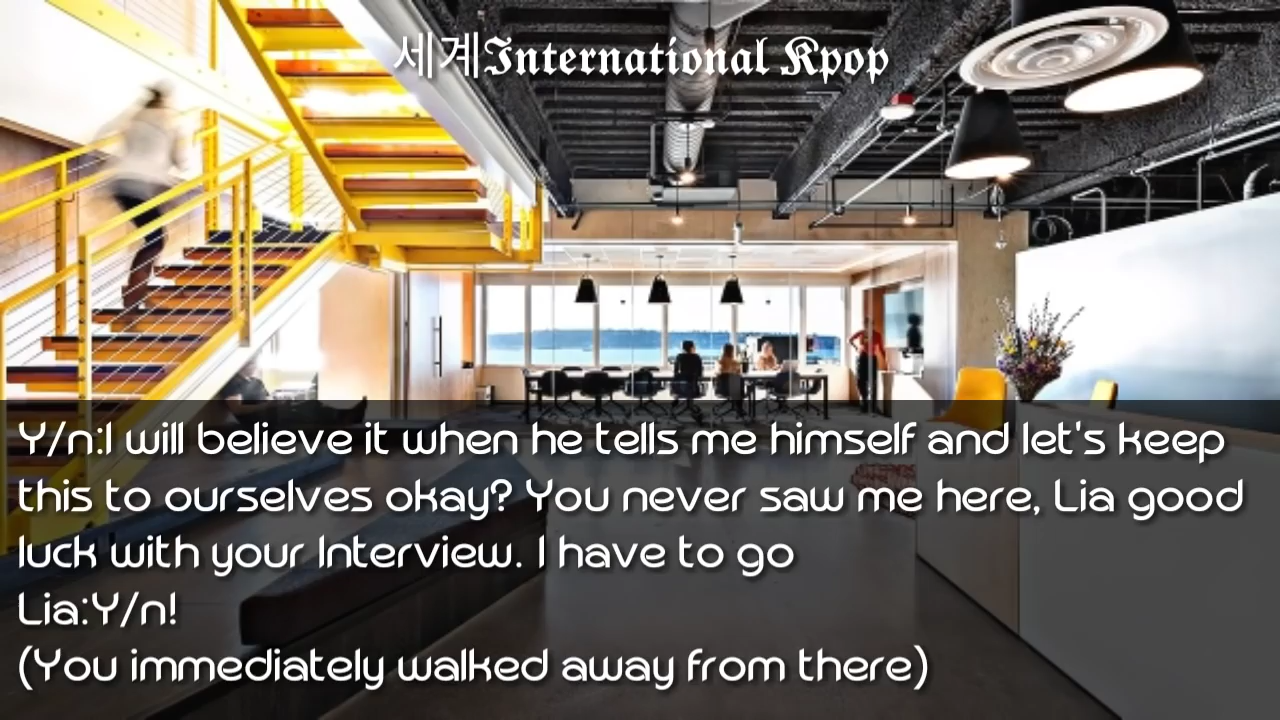 세계International Kpop
Y/n:I will believe it when he tells me himself and let's keep
this to ourselves okay? You never saw me here, Lia good
luck with your Interview. I have to go
Lia:Y/n!
(You immediately walked away from there)